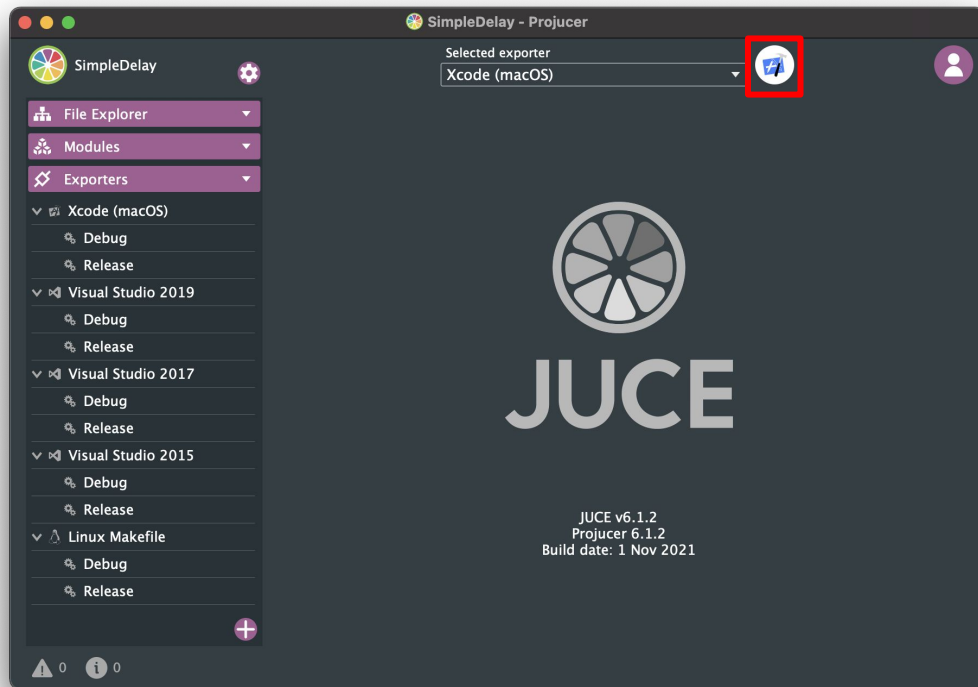 SimpleDelay - Projucer
SimpleDelay
Selected exporter
Xcode (macOS)
File Explorer
Modules
Exporters
Xcode (macOS)
Debug
Release
Visual Studio 2019
Debug
Release
Visual Studio 2017
Debug
Release
Visual Studio 2015
Debug
Release
Linux Makefile
Debug
Release
JUCE
JUCE v6.1.2
Projucer 6.1.2
Build date: 1 Nov 2021
0
0